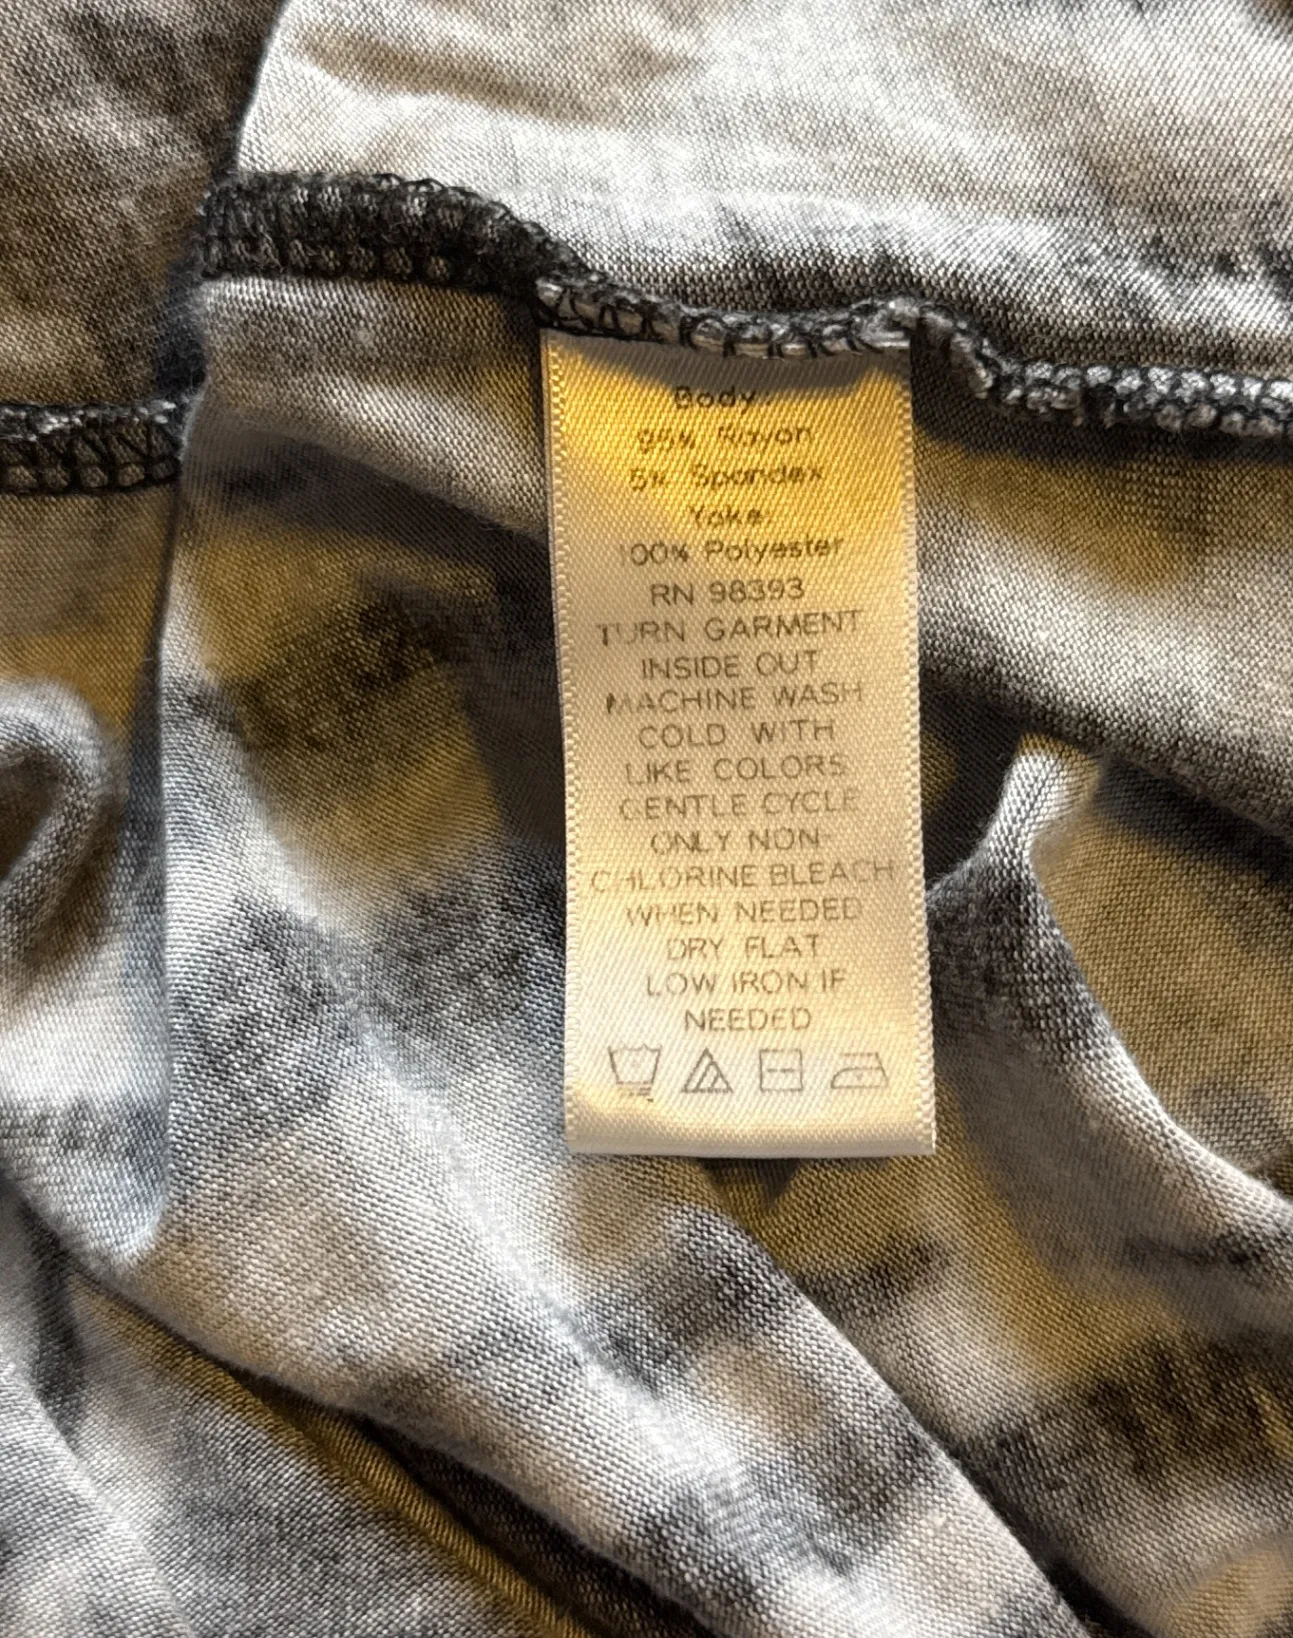 Body:
95% Rayon
5% Spandex
Yoke:
100% Polyester
RN 98393
TURN GARMENT
INSIDE OUT
MACHINE WASH
COLD WITH
LIKE COLORS
GENTLE CYCLE
ONLY NON-
CHLORINE BLEACH
WHEN NEEDED
DRY FLAT
LOW IRON IF
NEEDED